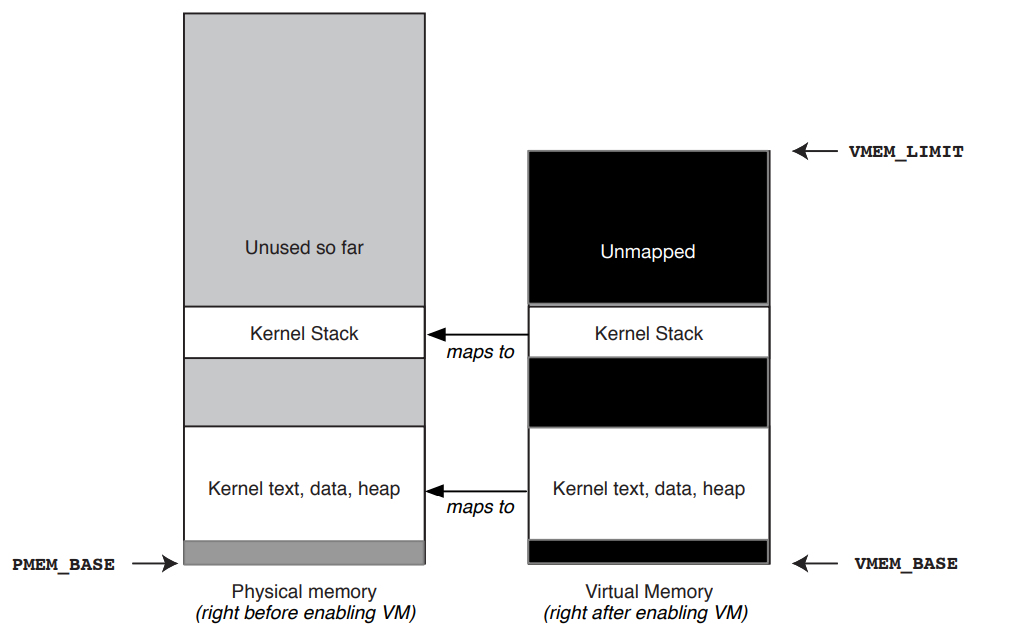 VMEM_LIMIT
Unused so far
Unmapped
Kernel Stack
maps to
Kernel Stack
Kernel text, data, heap
maps to
Kernel text, data, heap
PMEM_BASE
VMEM_BASE
Physical memory
(right before enabling VM)
Virtual Memory
(right after enabling VM)